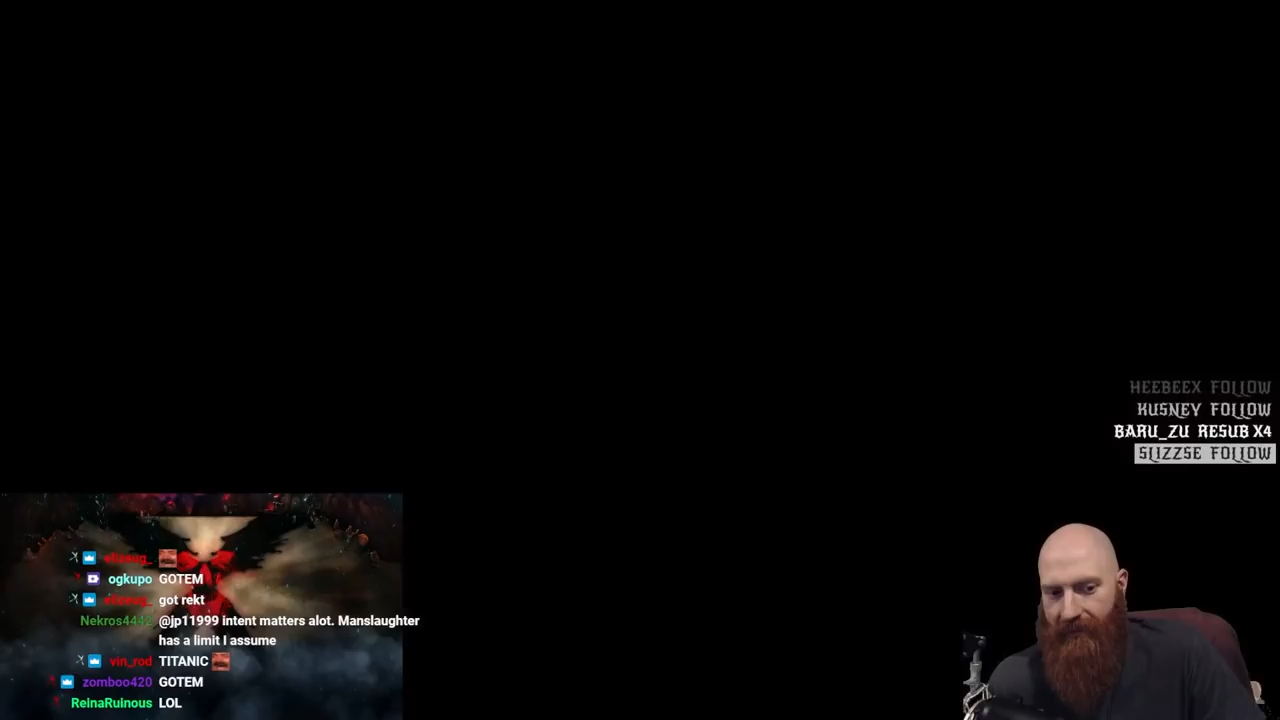 HEEBEEX FOLLOW
KUSNEY FOLLOW
BARU_ZU RESUB X4
SLIZZSE FOLLOW
ogkupo GOTEM
got rekt
Nekros4442 @jp11999 intent matters alot. Manslaughter
has a limit I assume
vin_rod TITANIC
zomboo420 GOTEM
ReinaRuinous LOL